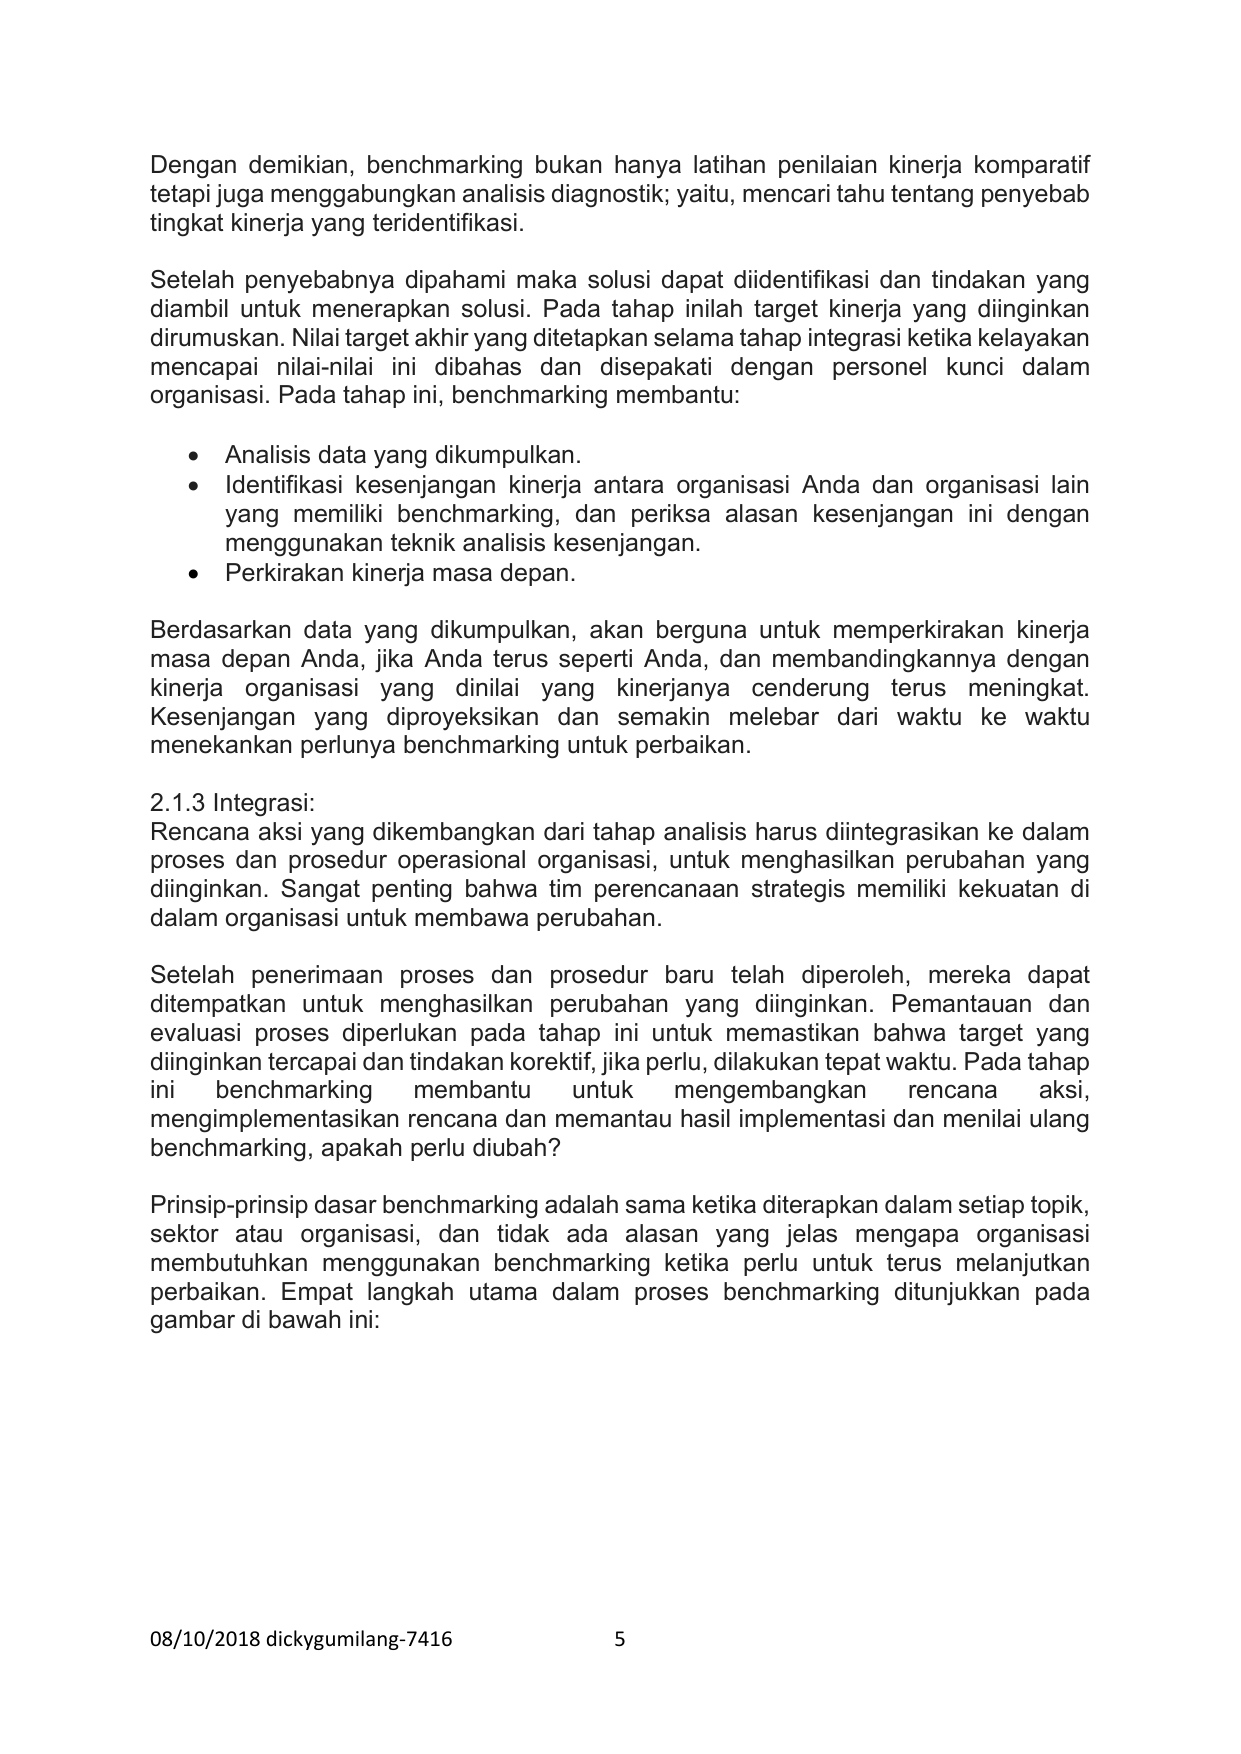 Dengan demikian, benchmarking bukan hanya latihan penilaian kinerja komparatif
tetapi juga menggabungkan analisis diagnostik; yaitu, mencari tahu tentang penyebab
tingkat kinerja yang teridentifikasi.
Setelah penyebabnya dipahami maka solusi dapat diidentifikasi dan tindakan yang
diambil untuk menerapkan solusi. Pada tahap inilah target kinerja yang diinginkan
dirumuskan. Nilai target akhir yang ditetapkan selama tahap integrasi ketika kelayakan
mencapai nilai-nilai ini dibahas dan disepakati dengan personel kunci dalam
organisasi. Pada tahap ini, benchmarking membantu:
• Analisis data yang dikumpulkan.
• Identifikasi kesenjangan kinerja antara organisasi Anda dan organisasi lain
yang memiliki benchmarking, dan periksa alasan kesenjangan ini dengan
menggunakan teknik analisis kesenjangan.
• Perkirakan kinerja masa depan.
Berdasarkan data yang dikumpulkan, akan berguna untuk memperkirakan kinerja
masa depan Anda, jika Anda terus seperti Anda, dan membandingkannya dengan
kinerja organisasi yang dinilai yang kinerjanya cenderung terus meningkat.
Kesenjangan yang diproyeksikan dan semakin melebar dari waktu ke waktu
menekankan perlunya benchmarking untuk perbaikan.
2.1.3 Integrasi:
Rencana aksi yang dikembangkan dari tahap analisis harus diintegrasikan ke dalam
proses dan prosedur operasional organisasi, untuk menghasilkan perubahan yang
diinginkan. Sangat penting bahwa tim perencanaan strategis memiliki kekuatan di
dalam organisasi untuk membawa perubahan.
Setelah penerimaan proses dan prosedur baru telah diperoleh, mereka dapat
ditempatkan untuk menghasilkan perubahan yang diinginkan. Pemantauan dan
evaluasi proses diperlukan pada tahap ini untuk memastikan bahwa target yang
diinginkan tercapai dan tindakan korektif, jika perlu, dilakukan tepat waktu. Pada tahap
ini benchmarking membantu untuk mengembangkan rencana aksi,
mengimplementasikan rencana dan memantau hasil implementasi dan menilai ulang
benchmarking, apakah perlu diubah?
Prinsip-prinsip dasar benchmarking adalah sama ketika diterapkan dalam setiap topik,
sektor atau organisasi, dan tidak ada alasan yang jelas mengapa organisasi
membutuhkan menggunakan benchmarking ketika perlu untuk terus melanjutkan
perbaikan. Empat langkah utama dalam proses benchmarking ditunjukkan pada
gambar di bawah ini:
08/10/2018 dickygumilang-7416 5